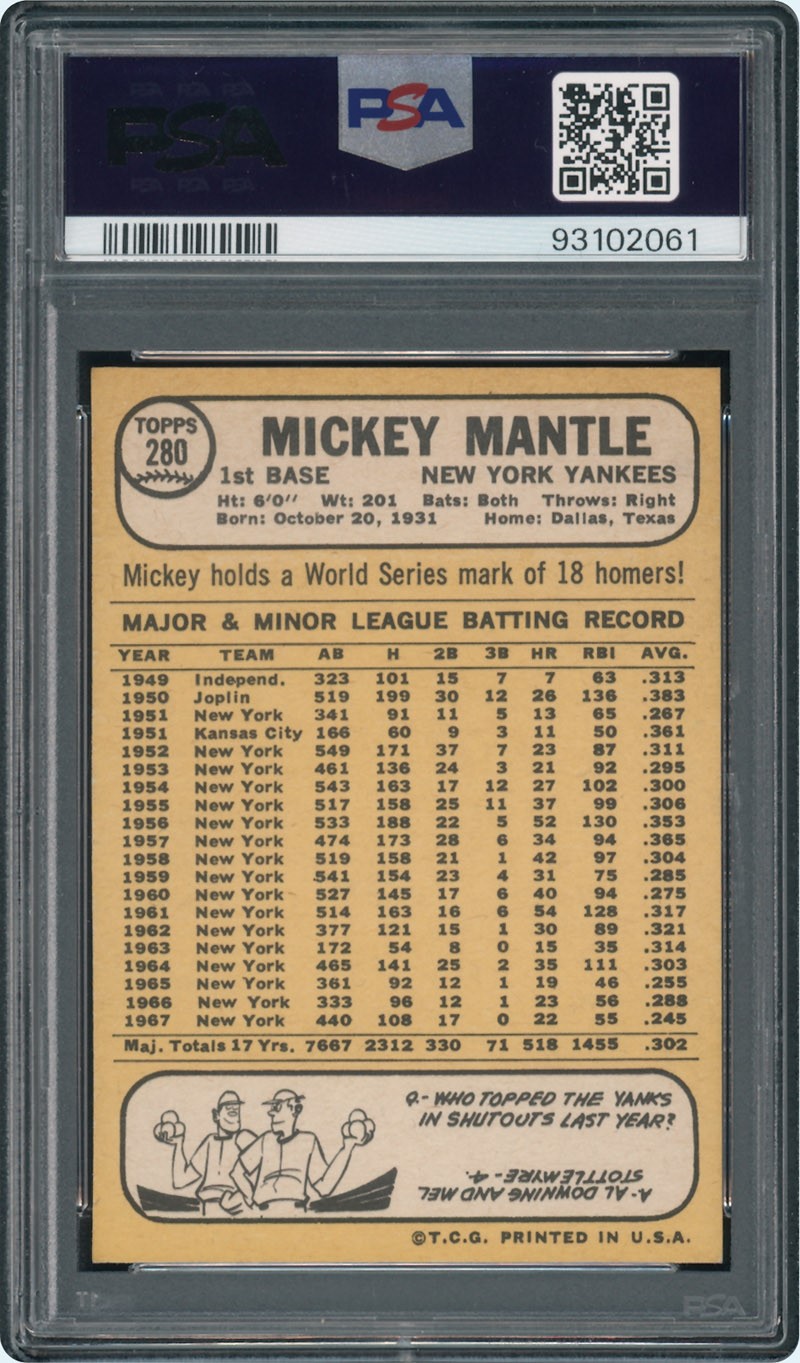 PSA PSA PSA
PSA
PSA PSA PSA
PSA
93102061
TOPPS
280
MICKEY MANTLE
1st BASE NEW YORK YANKEES
Ht: 6'0" Wt: 201 Bats: Both Throws: Right
Born: October 20, 1931 Home: Dallas, Texas
Mickey holds a World Series mark of 18 homers!
MAJOR & MINOR LEAGUE BATTING RECORD
YEAR TEAM AB H 2B 3B HR RBI AVG.
1949 Independ. 323 101 15 7 7 63 .313
1950 Joplin 519 199 30 12 26 136 .383
1951 New York 341 91 11 5 13 65 .267
1951 Kansas City 166 60 9 3 11 50 .361
1952 New York 549 171 37 7 23 87 .311
1953 New York 461 136 24 3 21 92 .295
1954 New York 543 163 17 12 27 102 .300
1955 New York 517 158 25 11 37 99 .306
1956 New York 533 188 22 5 52 130 .353
1957 New York 474 173 28 6 34 94 .365
1958 New York 519 158 21 1 42 97 .304
1959 New York 541 154 23 4 31 75 .285
1960 New York 527 145 17 6 40 94 .275
1961 New York 514 163 16 6 54 128 .317
1962 New York 377 121 15 1 30 89 .321
1963 New York 172 54 8 0 15 35 .314
1964 New York 465 141 25 2 35 111 .303
1965 New York 361 92 12 1 19 46 .255
1966 New York 333 96 12 1 23 56 .288
1967 New York 440 108 17 0 22 55 .245
Maj. Totals 17 Yrs. 7667 2312 330 71 518 1455 .302
Q.- WHO TOPPED THE YANKS
IN SHUTOUTS LAST YEAR?
A- AL DOWNING AND MEL
STOTTLEMYRE - 4.
©T.C.G. PRINTED IN U.S.A.
PSA